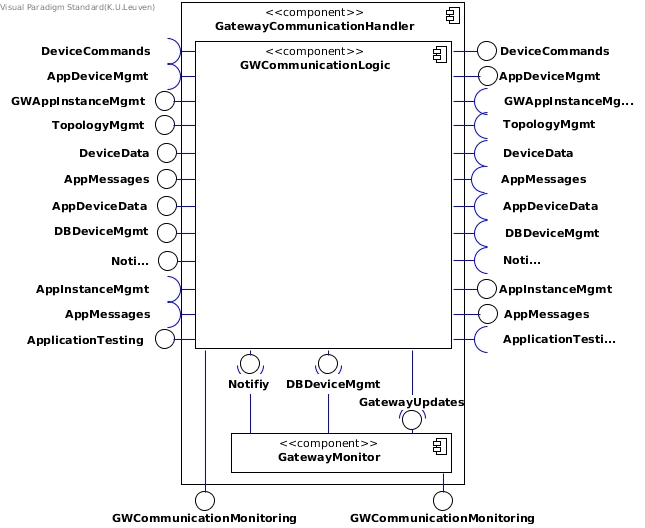 Visual Paradigm Standard(K.U.Leuven)
<<component>>
GatewayCommunicationHandler
<<component>>
GWCommunicationLogic
DeviceCommands
DeviceCommands
AppDeviceMgmt
AppDeviceMgmt
GWAppInstanceMgmt
GWAppInstanceMg...
TopologyMgmt
TopologyMgmt
DeviceData
DeviceData
AppMessages
AppMessages
AppDeviceData
AppDeviceData
DBDeviceMgmt
DBDeviceMgmt
Noti...
Noti...
AppInstanceMgmt
AppInstanceMgmt
AppMessages
AppMessages
ApplicationTesting
ApplicationTesti...
Notifiy
DBDeviceMgmt
GatewayUpdates
<<component>>
GatewayMonitor
GWCommunicationMonitoring
GWCommunicationMonitoring